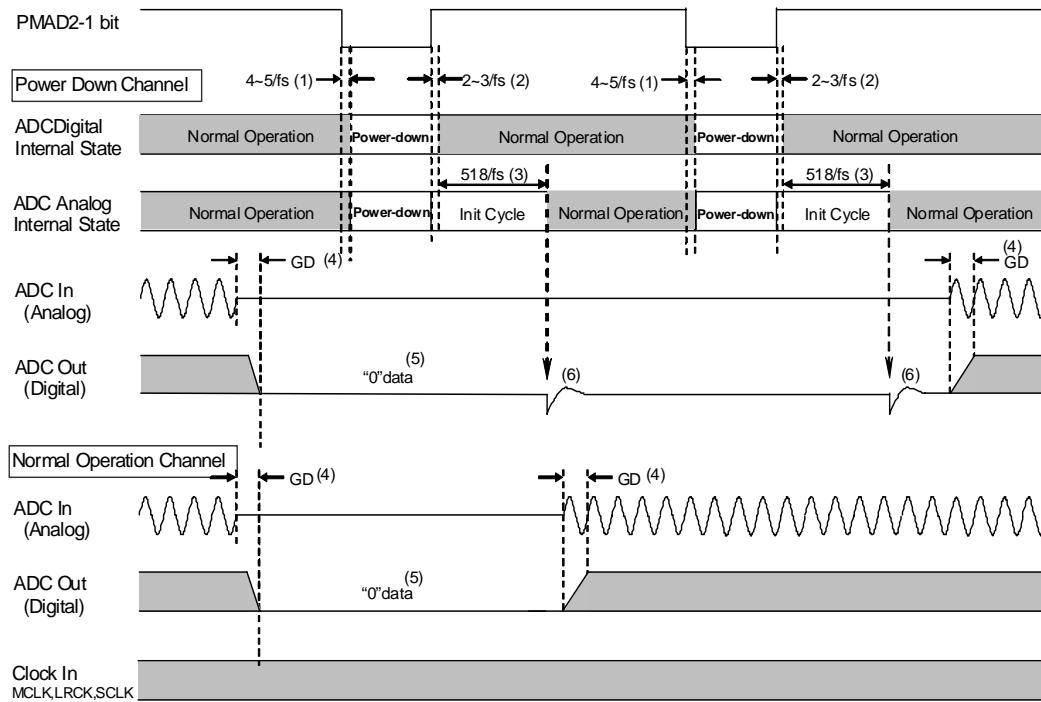 PMAD2-1 bit
4~5/fs (1)
2~3/fs (2)
4~5/fs (1)
2~3/fs (2)
Power Down Channel
ADCDigital
Internal State
Normal Operation
Power-down
Normal Operation
Power-down
Normal Operation
518/fs (3)
518/fs (3)
ADC Analog
Internal State
Normal Operation
Power-down
Init Cycle
Normal Operation
Power-down
Init Cycle
Normal Operation
GD (4)
(4)
GD
ADC In
(Analog)
ADC Out
(Digital)
(5)
"0"data
(6)
(6)
Normal Operation Channel
GD (4)
GD (4)
ADC In
(Analog)
ADC Out
(Digital)
(5)
"0"data
Clock In
MCLK,LRCK,SCLK